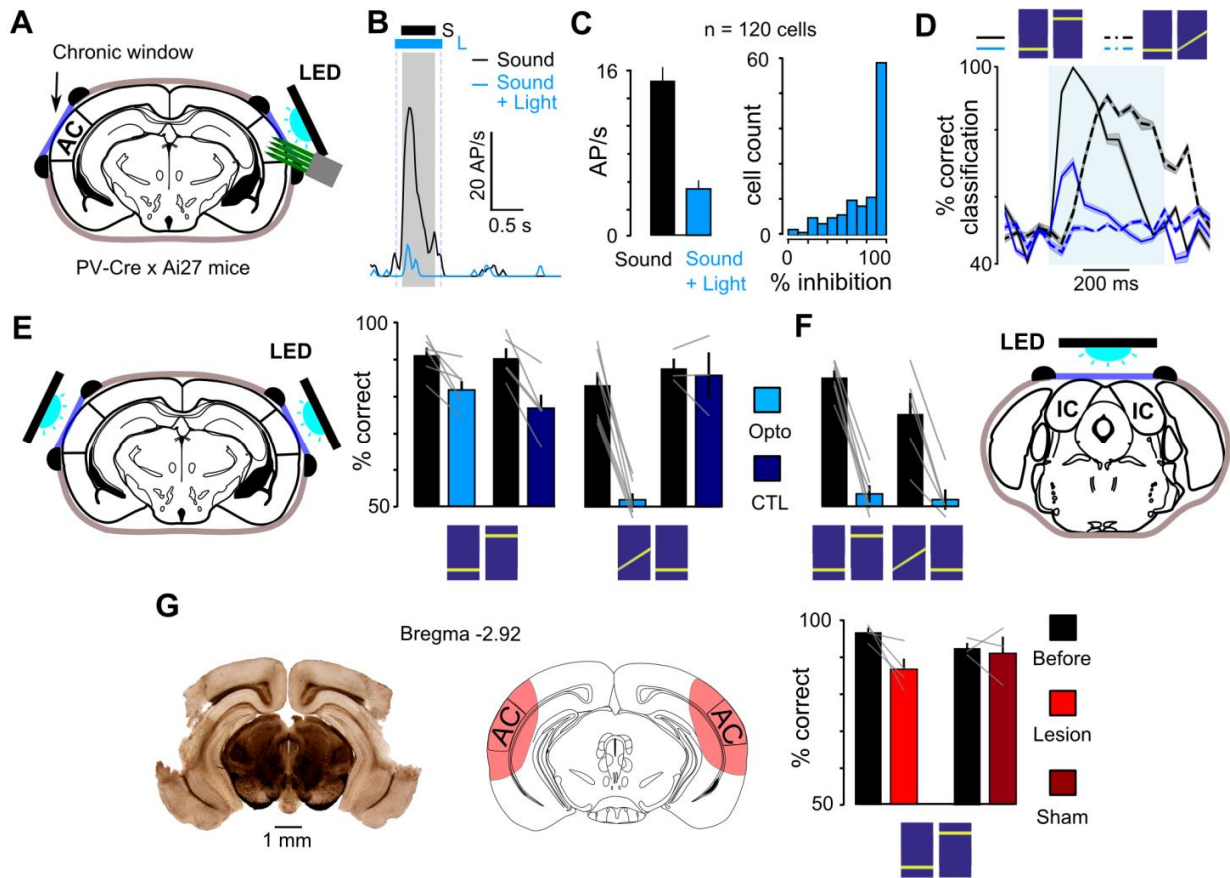 A
Chronic window
LED
AC
PV-Cre x Ai27 mice
B
S
L
Sound
Sound
+ Light
20 AP/s
0.5 s
C
n = 120 cells
16
AP/s
0
Sound
Sound
+ Light
60
cell count
0
0
100
% inhibition
D
100
% correct
classification
40
200 ms
E
LED
100
% correct
50
Opto
CTL
F
LED
IC
IC
G
Bregma -2.92
1 mm
AC
AC
100
% correct
50
Before
Lesion
Sham